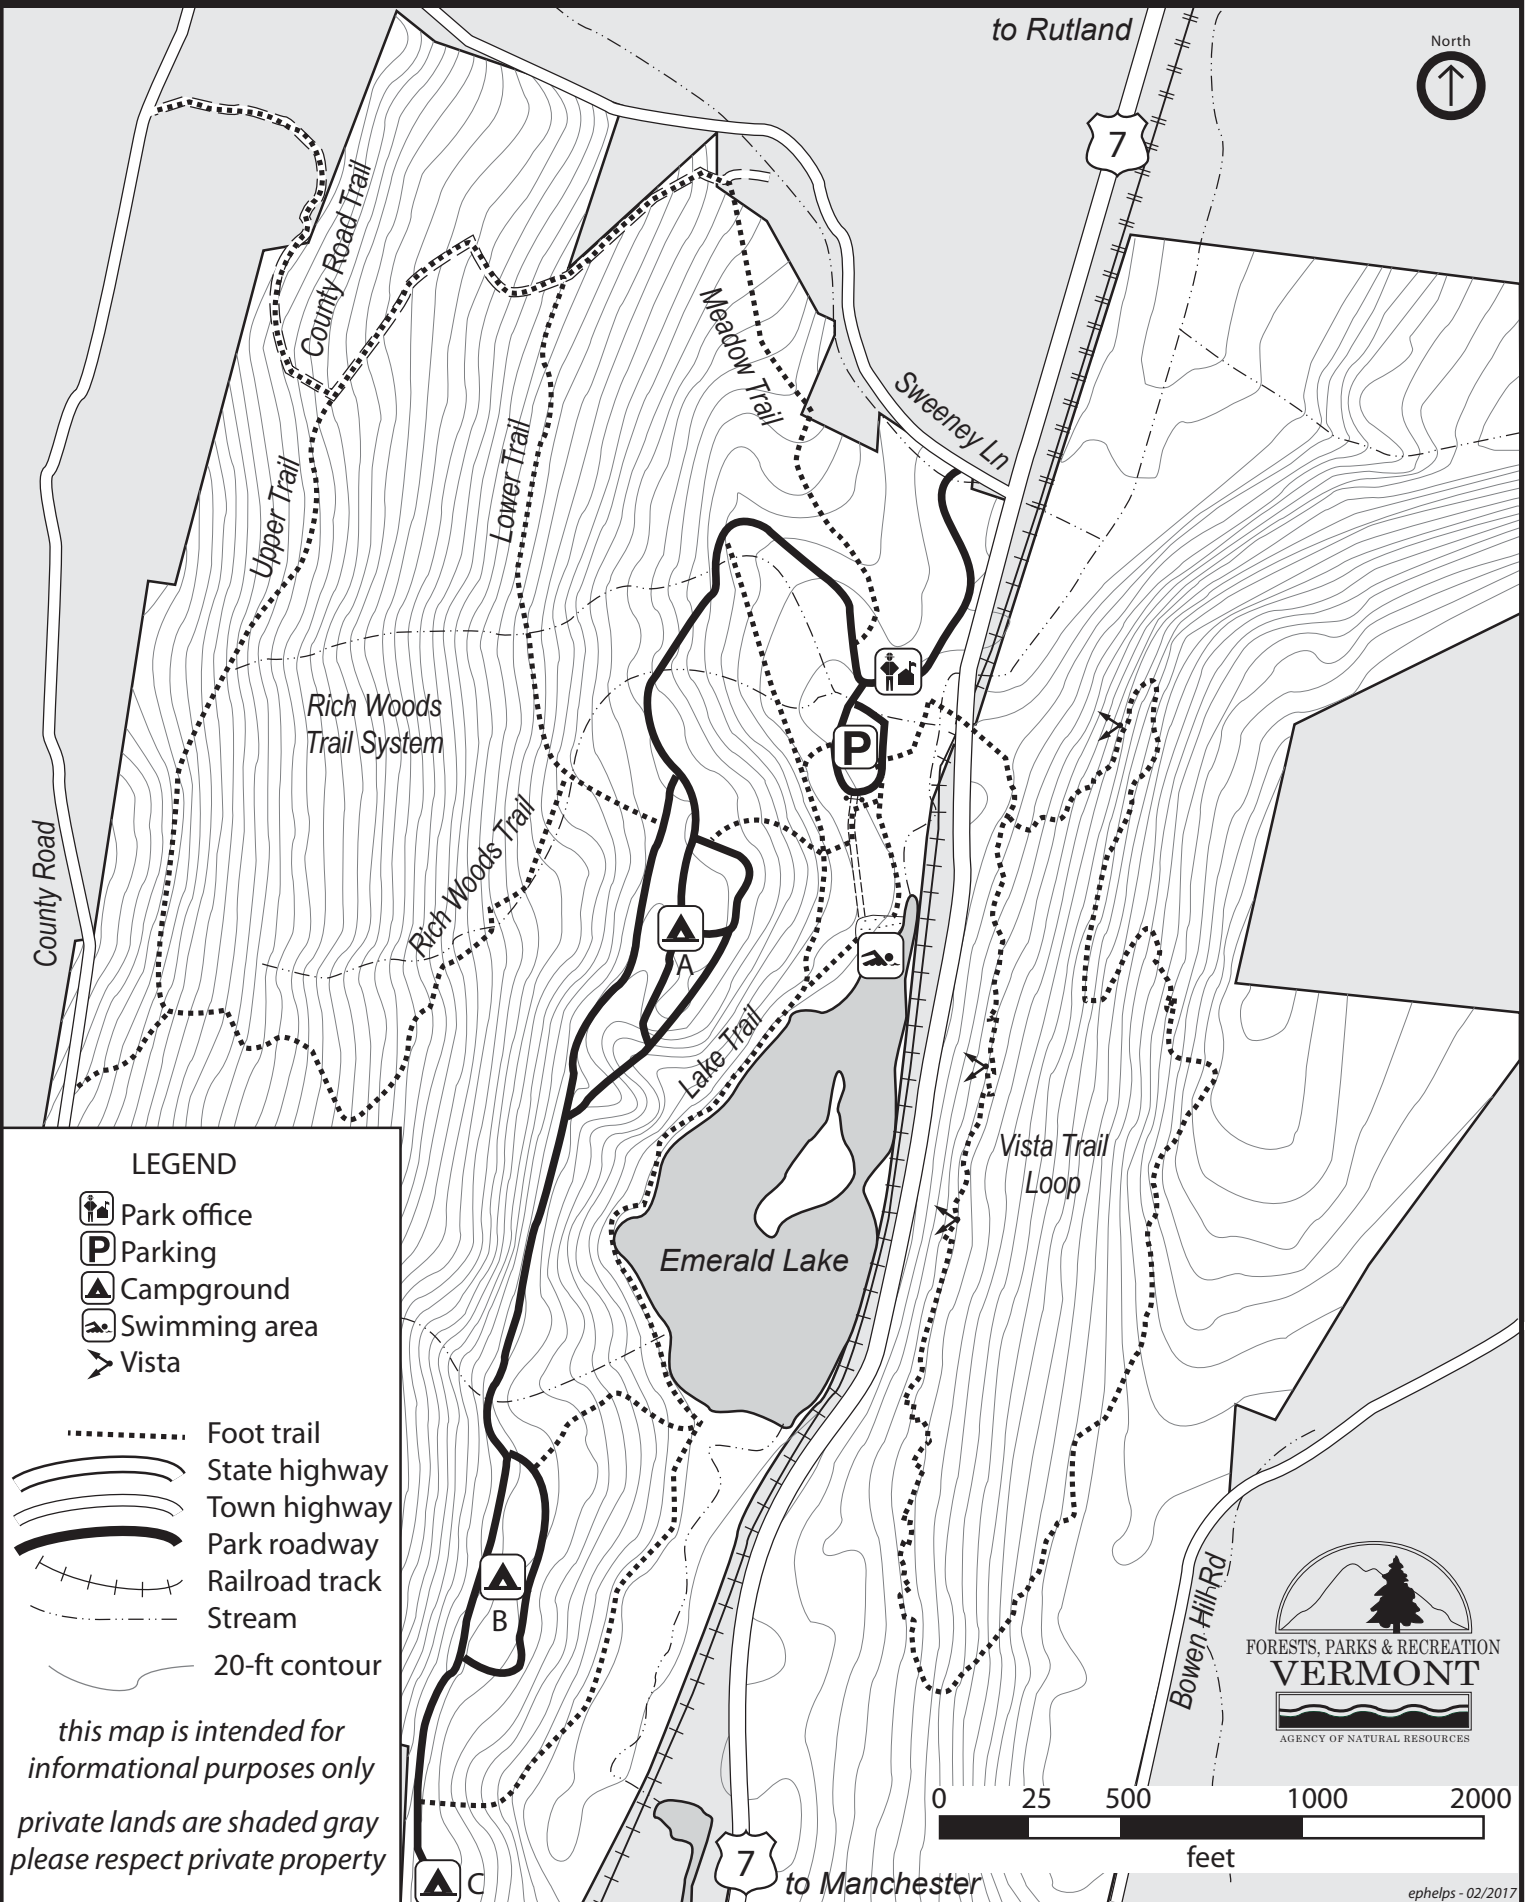 to Rutland
North
7
County Road Trail
Meadow Trail
Sweeney Ln
Upper Trail
Lower Trail
Rich Woods
Trail System
P
County Road
Rich Woods Trail
A
Lake Trail
Vista Trail
Loop
Emerald Lake
LEGEND
Park office
P Parking
Campground
Swimming area
Vista
Foot trail
State highway
Town highway
Park roadway
Railroad track
Stream
20-ft contour
this map is intended for
informational purposes only
private lands are shaded gray
please respect private property
B
C
Bowen Hill Rd
FORESTS, PARKS & RECREATION
VERMONT
AGENCY OF NATURAL RESOURCES
0 25 500 1000 2000
feet
7
to Manchester
ephelps - 02/2017